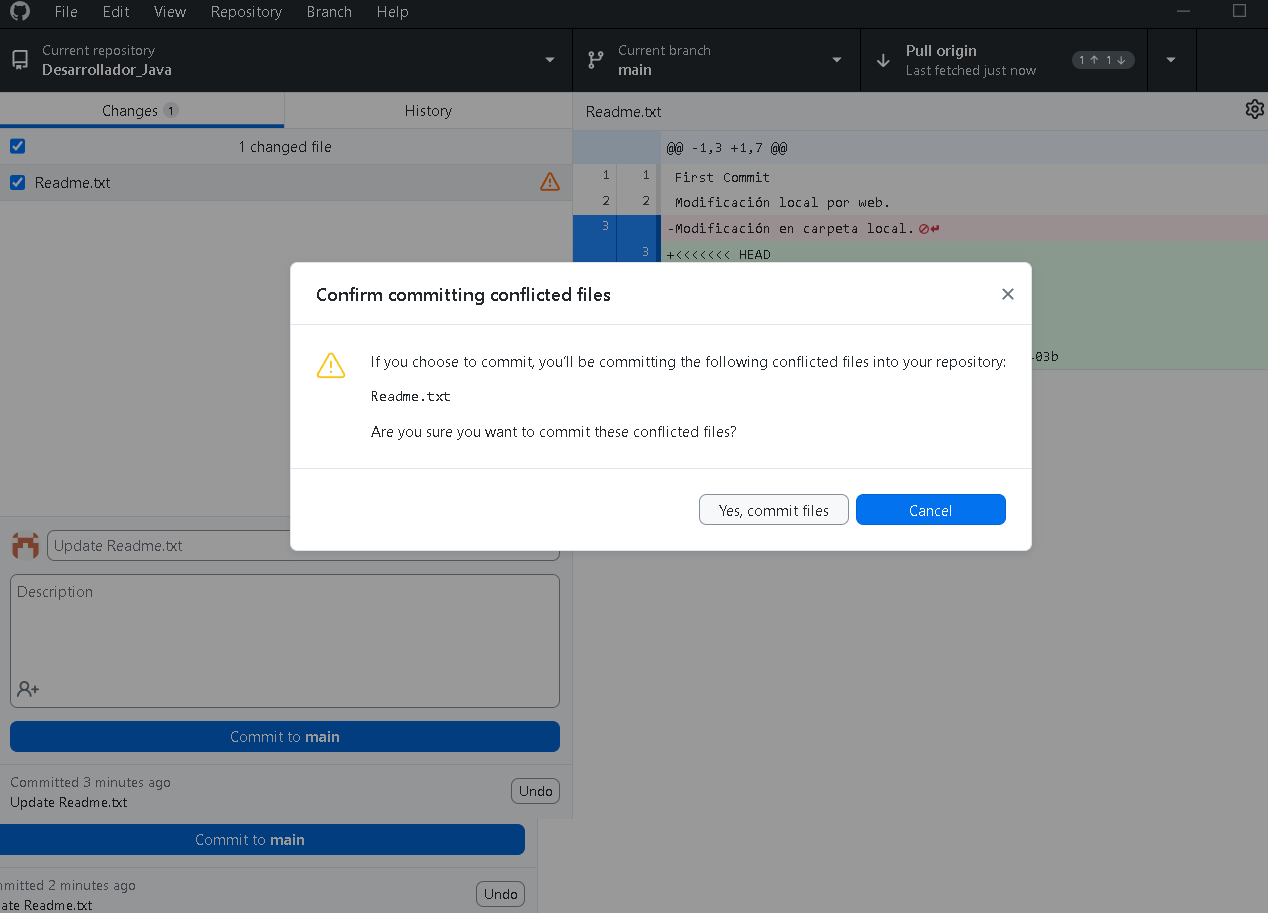 File Edit View Repository Branch Help
Current repository
Desarrollador_Java
Current branch
main
Pull origin
Last fetched just now
1 ↑ 1 ↓
Changes 1
History
Readme.txt
1 changed file
@@ -1,3 +1,7 @@
Readme.txt
1 1 First Commit
2 2 Modificación local por web.
3 -Modificación en carpeta local.
3 +<<<<<<< HEAD
03b
Confirm committing conflicted files
If you choose to commit, you’ll be committing the following conflicted files into your repository:
Readme.txt
Are you sure you want to commit these conflicted files?
Yes, commit files
Cancel
Update Readme.txt
Description
Commit to main
Committed 3 minutes ago
Update Readme.txt
Undo
Commit to main
mmitted 2 minutes ago
ate Readme.txt
Undo